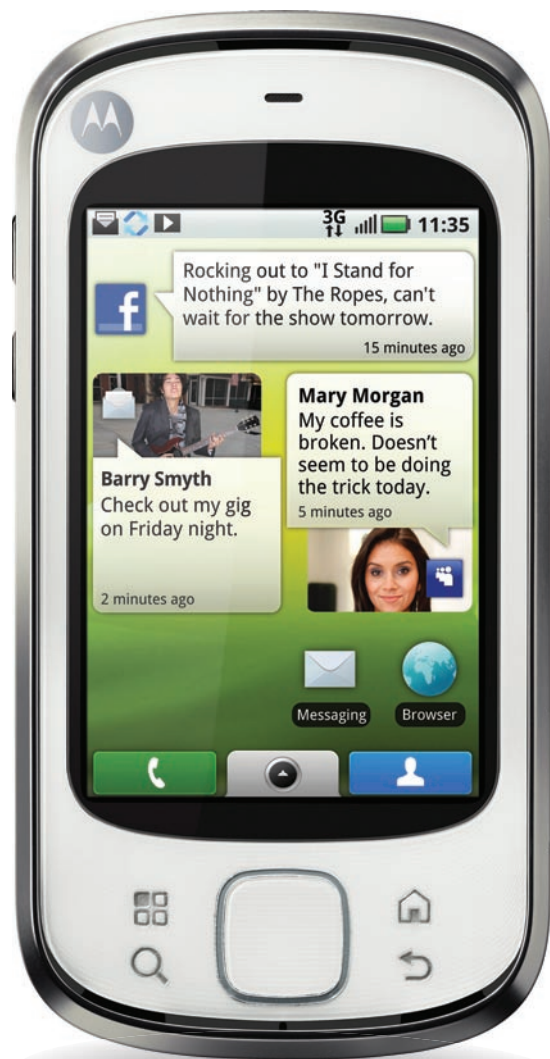 3G 11:35
Rocking out to "I Stand for
Nothing" by The Ropes, can't
wait for the show tomorrow.
15 minutes ago
Barry Smyth
Check out my gig
on Friday night.
2 minutes ago
Mary Morgan
My coffee is
broken. Doesn't
seem to be doing
the trick today.
5 minutes ago
Messaging Browser